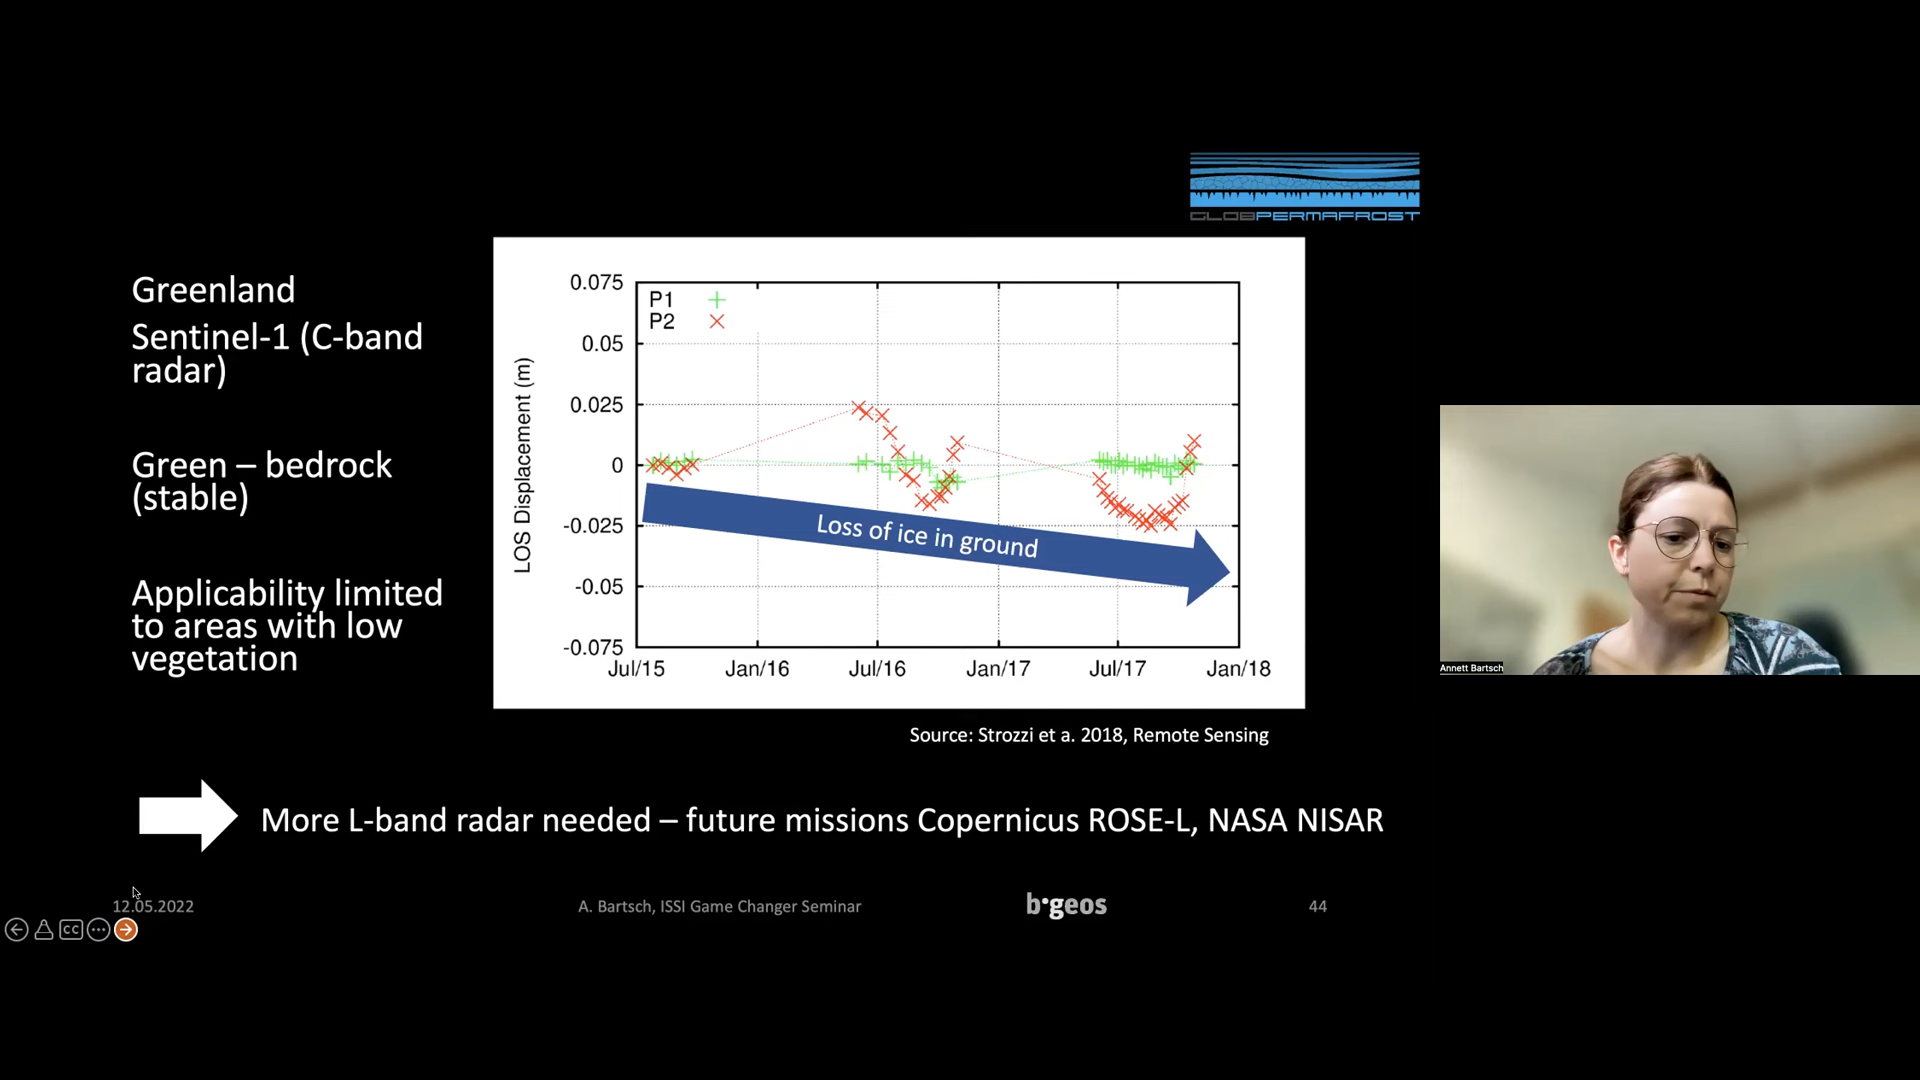 GLOBPERMAFROST
Greenland
Sentinel-1 (C-band
radar)
Green – bedrock
(stable)
Applicability limited
to areas with low
vegetation
P1
P2
0.075
0.05
0.025
0
-0.025
-0.05
-0.075
LOS Displacement (m)
Loss of ice in ground
Jul/15
Jan/16
Jul/16
Jan/17
Jul/17
Jan/18
Annett Bartsch
Source: Strozzi et a. 2018, Remote Sensing
More L-band radar needed – future missions Copernicus ROSE-L, NASA NISAR
12.05.2022
A. Bartsch, ISSI Game Changer Seminar
b·geos
44
CC